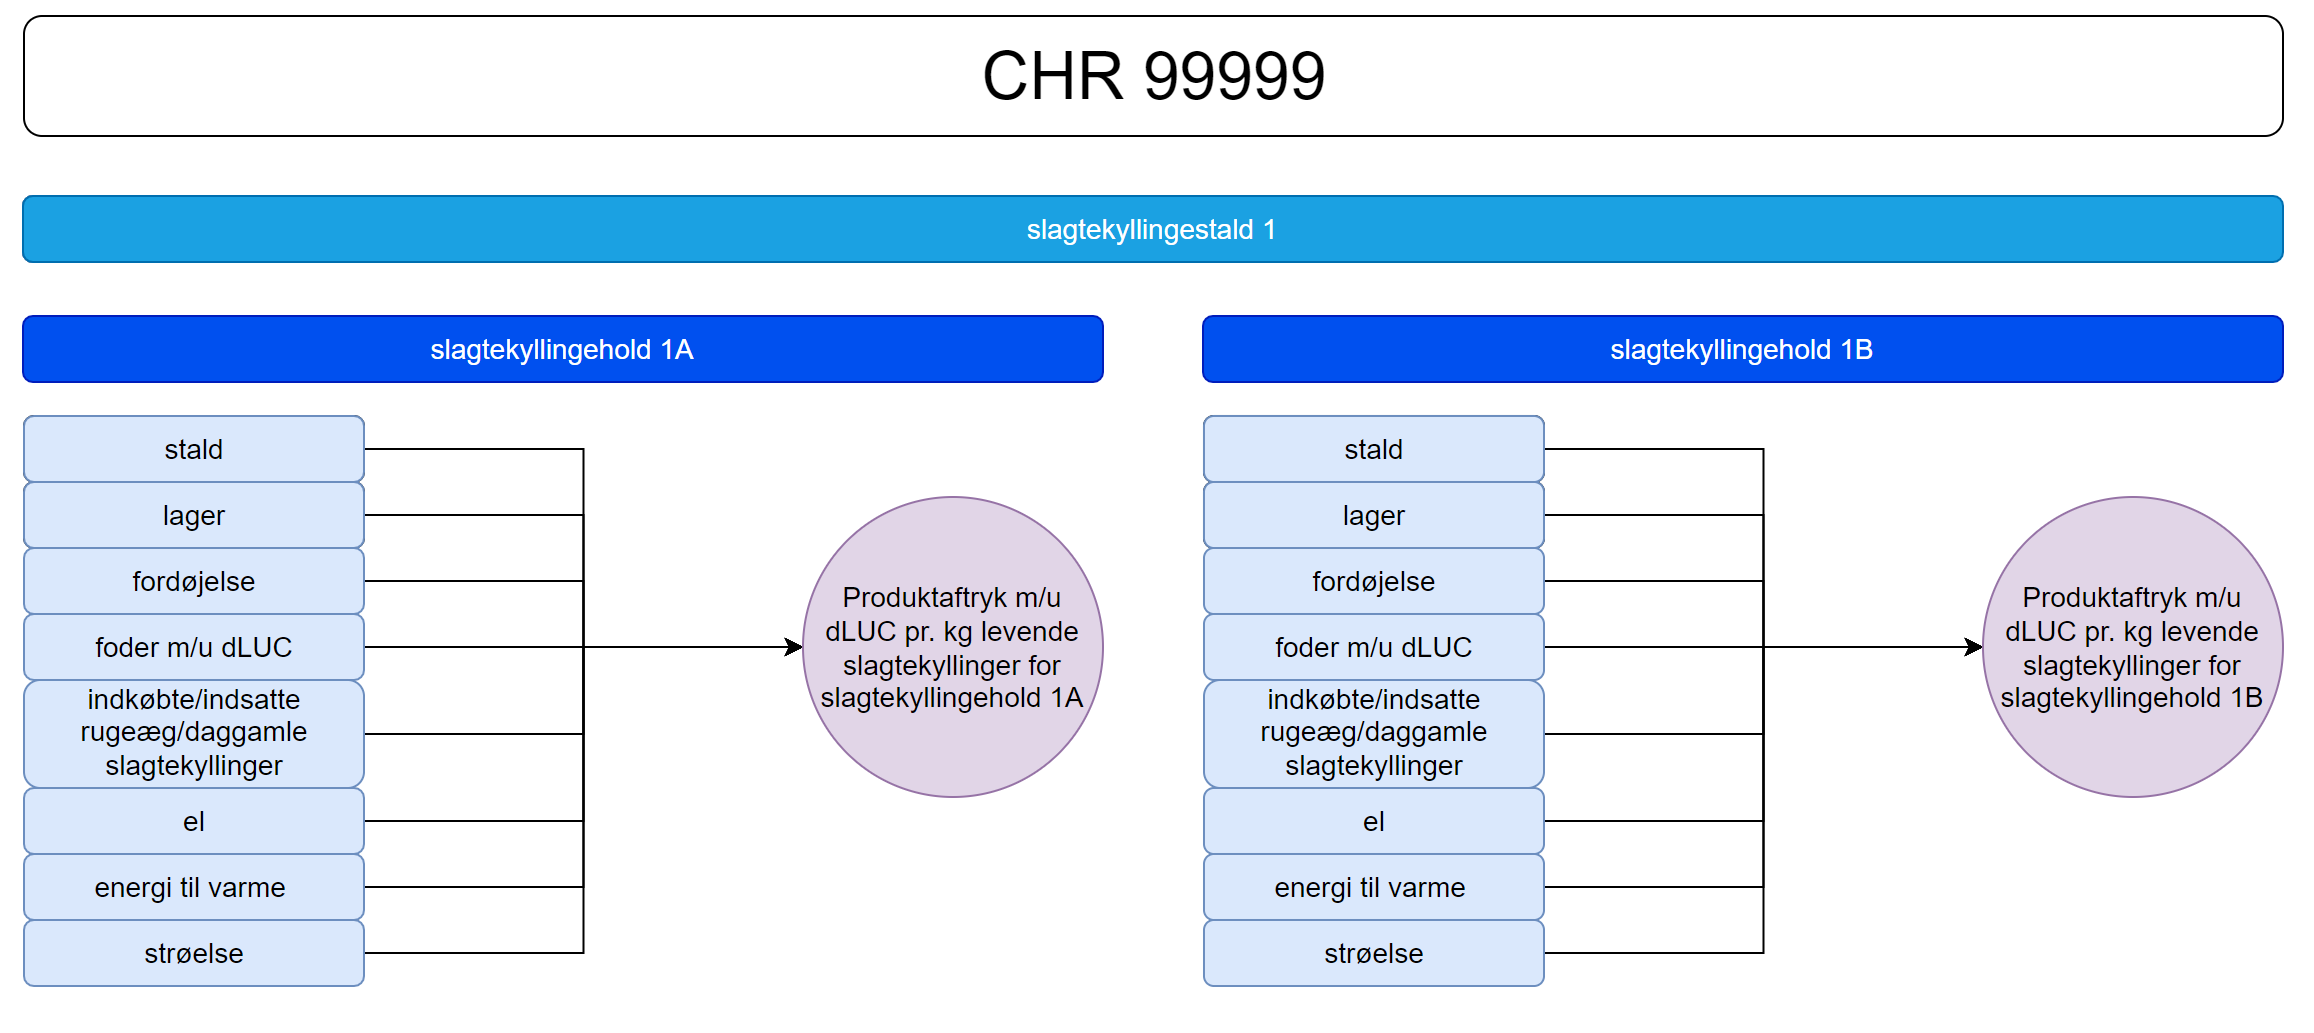 CHR 99999
slagtekyllingestald 1
slagtekyllingehold 1A
stald
lager
fordøjelse
foder m/u dLUC
indkøbte/indsatte
rugeæg/daggamle
slagtekyllinger
el
energi til varme
strøelse
Produktaftryk m/u
dLUC pr. kg levende
slagtekyllinger for
slagtekyllingehold 1A
slagtekyllingehold 1B
stald
lager
fordøjelse
foder m/u dLUC
indkøbte/indsatte
rugeæg/daggamle
slagtekyllinger
el
energi til varme
strøelse
Produktaftryk m/u
dLUC pr. kg levende
slagtekyllinger for
slagtekyllingehold 1B